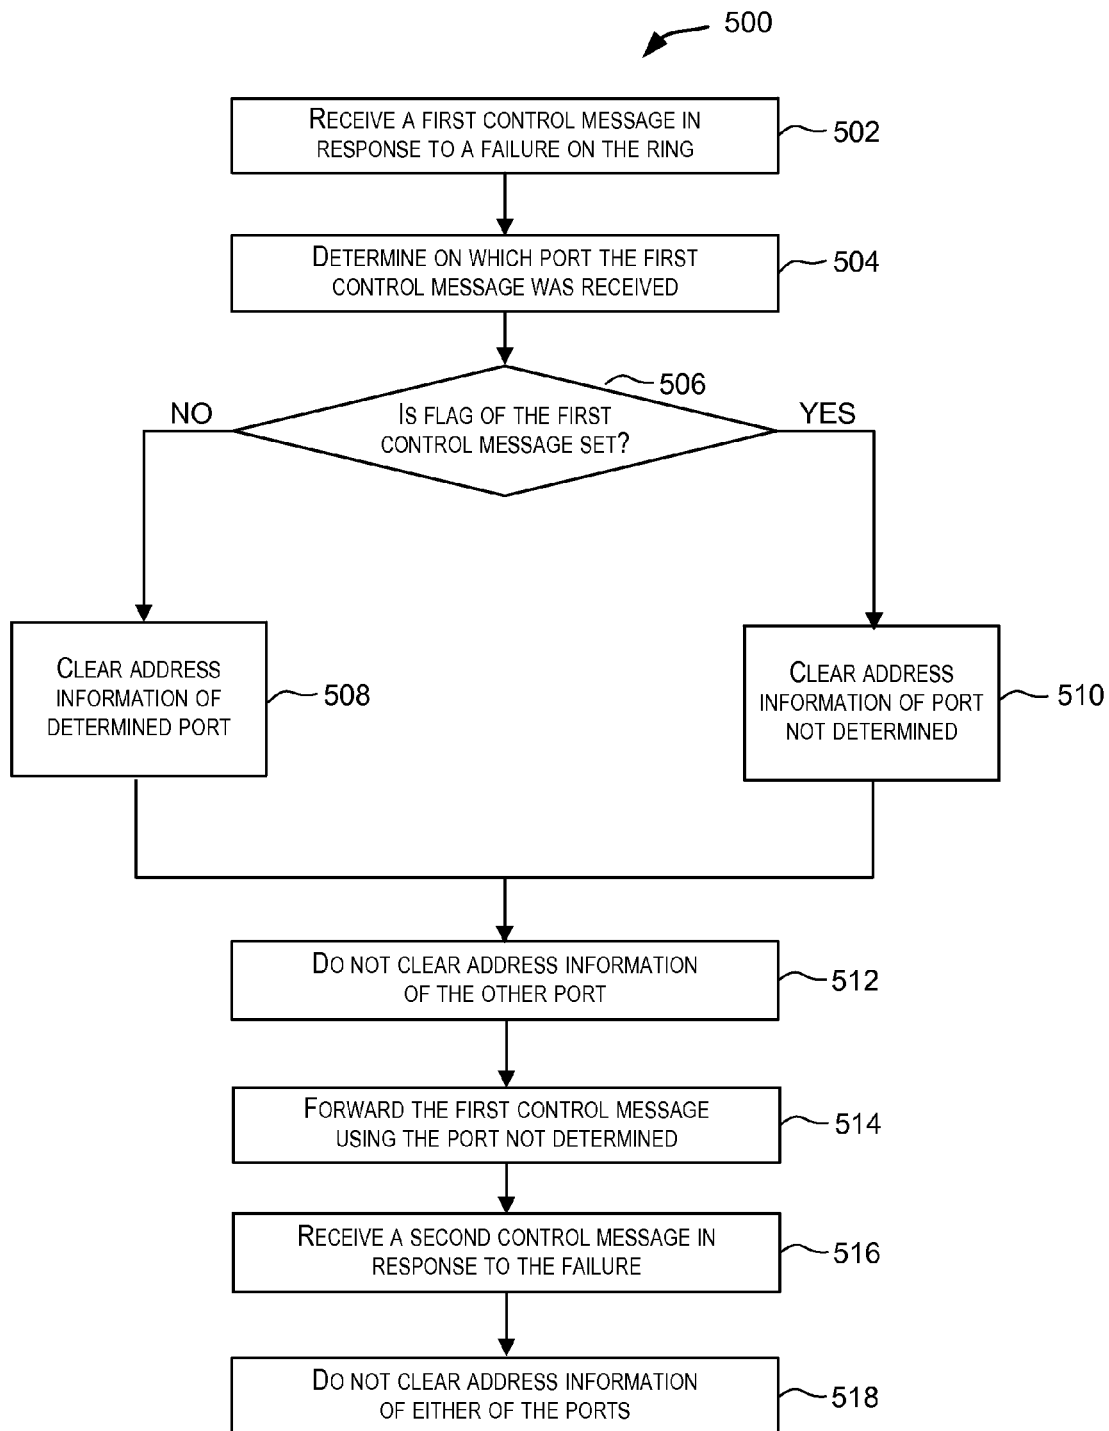 500
RECEIVE A FIRST CONTROL MESSAGE IN
RESPONSE TO A FAILURE ON THE RING
502
DETERMINE ON WHICH PORT THE FIRST
CONTROL MESSAGE WAS RECEIVED
504
506
NO
IS FLAG OF THE FIRST
CONTROL MESSAGE SET?
YES
CLEAR ADDRESS
INFORMATION OF
DETERMINED PORT
508
CLEAR ADDRESS
INFORMATION OF PORT
NOT DETERMINED
510
DO NOT CLEAR ADDRESS INFORMATION
OF THE OTHER PORT
512
FORWARD THE FIRST CONTROL MESSAGE
USING THE PORT NOT DETERMINED
514
RECEIVE A SECOND CONTROL MESSAGE IN
RESPONSE TO THE FAILURE
516
DO NOT CLEAR ADDRESS INFORMATION
OF EITHER OF THE PORTS
518